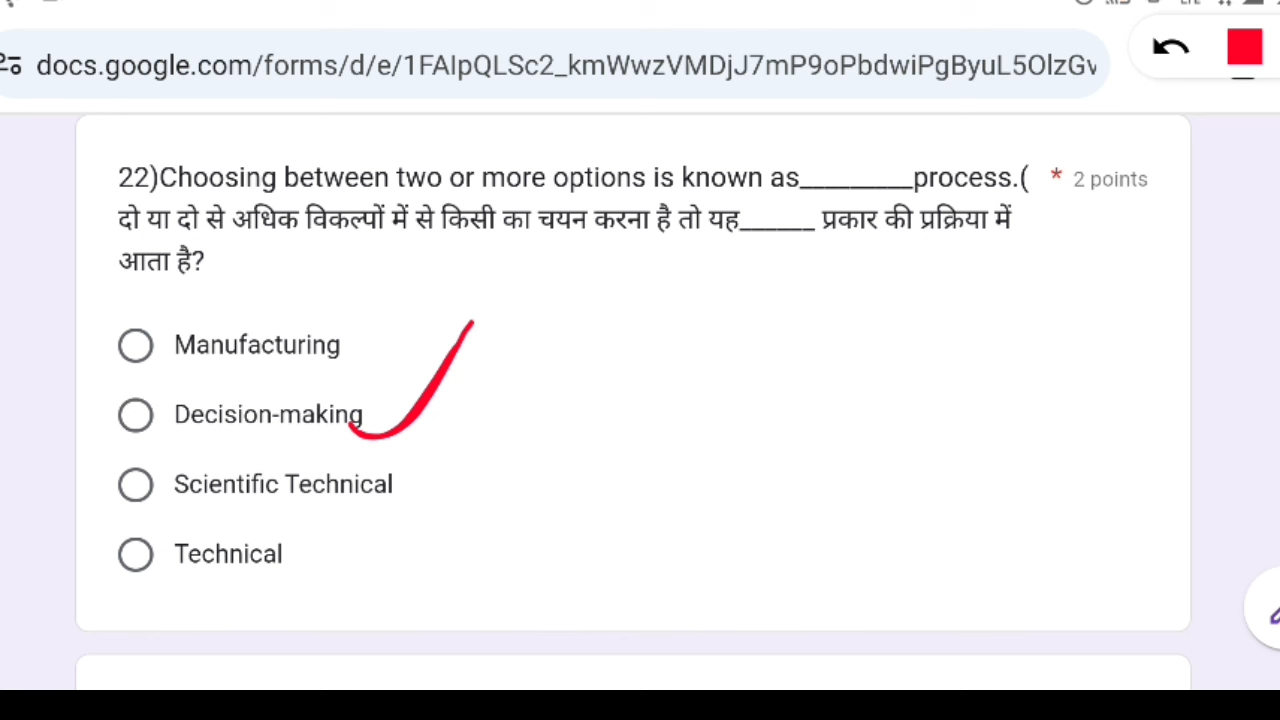 docs.google.com/forms/d/e/1FAIpQLSc2_kmWwzVMDjJ7mP9oPbdwiPgByuL5OlzGv
22)Choosing between two or more options is known as_________process.( * 2 points
दो या दो से अधिक विकल्पों में से किसी का चयन करना है तो यह______ प्रकार की प्रक्रिया में
आता है?
Manufacturing
Decision-making
Scientific Technical
Technical